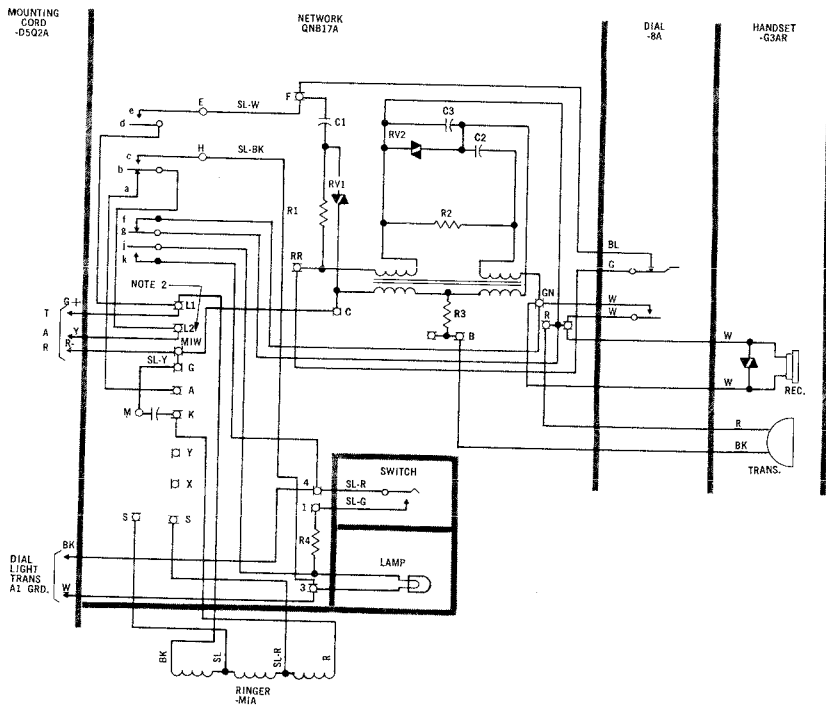 MOUNTING
CORD
-D5Q2A
NETWORK
QNB17A
DIAL
-8A
HANDSET
-G3AR
e
E
SL-W
F
d
C1
C3
RV2
C2
c
H
SL-BK
b
a
RV1
R1
R2
f
g
j
k
RR
BL
G
NOTE 2
G+
L1
T
C
GN
W
R3
R
W
A
Y
L2
B
R
R-
MIW
SL-Y
G
W
A
W
REC.
M
K
R
BK
TRANS.
Y
X
4
SL-R
SWITCH
1
SL-G
S
S
R4
BK
LAMP
DIAL
LIGHT
TRANS
A1 GRD.
W
3
BK
SL
SL-R
R
RINGER
-M1A